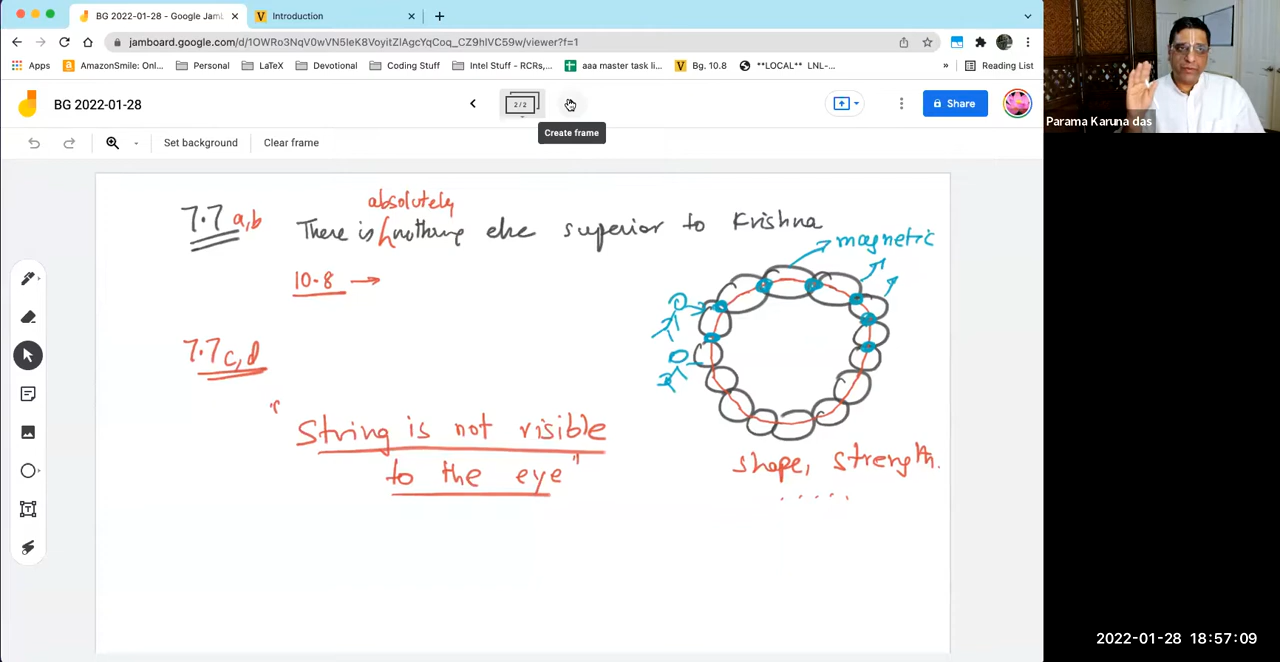 BG 2022-01-28 - Google Jam
Introduction
jamboard.google.com/d/1OWRo3NqV0wVN5IeK8VoyitZlAgcYqCoq_CZ9hlVC59w/viewer?f=1
Apps
AmazonSmile: Onl...
Personal
LaTeX
Devotional
Coding Stuff
Intel Stuff - RCRs,...
aaa master task li...
Bg. 10.8
**LOCAL** LNL-...
»
Reading List
BG 2022-01-28
2/2
Share
Create frame
Set background
Clear frame
Parama Karuna das
absolutely
7.7 a,b There is nothing else superior to Krishna
magnetic
10.8 →
7.7 c,d
"String is not visible
to the eye"
shape, strength.
.....
2022-01-28 18:57:09